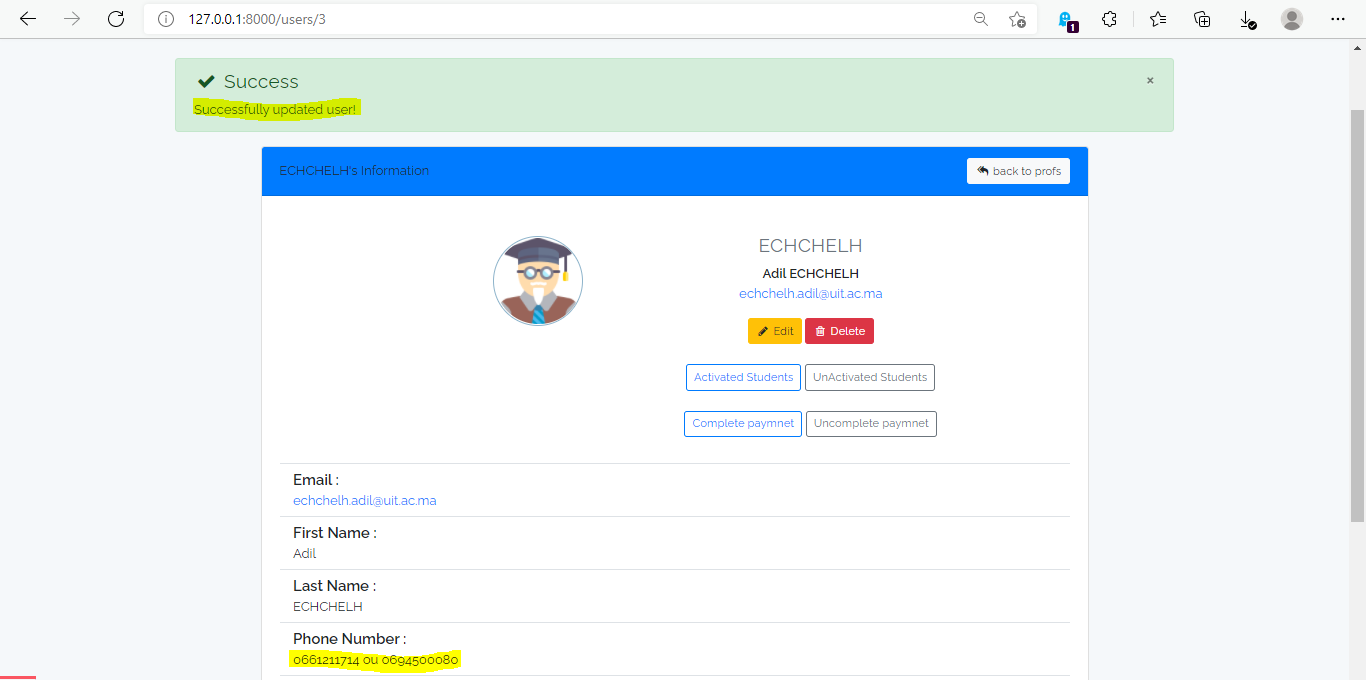 127.0.0.1:8000/users/3
1
Success
×
Successfully updated user!
ECHCHELH's Information
back to profs
ECHCHELH
Adil ECHCHELH
echchelh.adil@uit.ac.ma
Edit Delete
Activated Students UnActivated Students
Complete paymnet Uncomplete paymnet
Email :
echchelh.adil@uit.ac.ma
First Name :
Adil
Last Name :
ECHCHELH
Phone Number :
0661211714 ou 0694500080